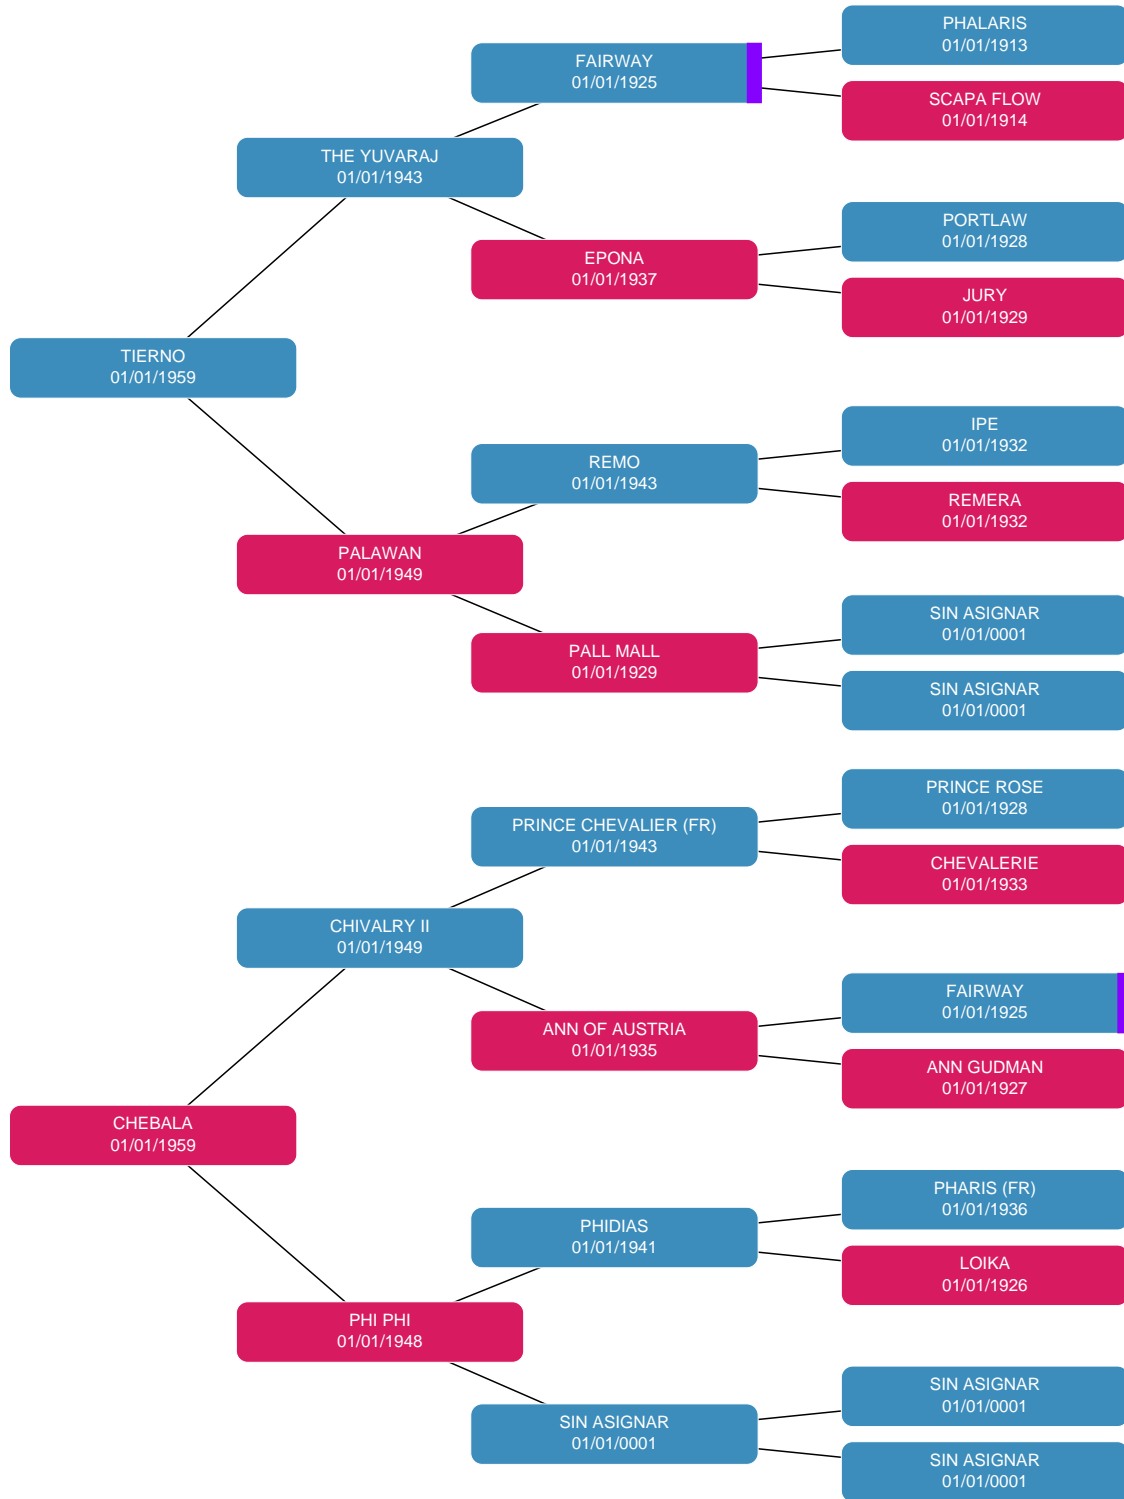 PHALARIS
01/01/1913
FAIRWAY
01/01/1925
SCAPA FLOW
01/01/1914
THE YUVARAJ
01/01/1943
PORTLAW
01/01/1928
EPONA
01/01/1937
JURY
01/01/1929
TIERNO
01/01/1959
IPE
01/01/1932
REMO
01/01/1943
REMERA
01/01/1932
PALAWAN
01/01/1949
SIN ASIGNAR
01/01/0001
PALL MALL
01/01/1929
SIN ASIGNAR
01/01/0001
PRINCE ROSE
01/01/1928
PRINCE CHEVALIER (FR)
01/01/1943
CHEVALERIE
01/01/1933
CHIVALRY II
01/01/1949
FAIRWAY
01/01/1925
ANN OF AUSTRIA
01/01/1935
ANN GUDMAN
01/01/1927
CHEBALA
01/01/1959
PHARIS (FR)
01/01/1936
PHIDIAS
01/01/1941
LOIKA
01/01/1926
PHI PHI
01/01/1948
SIN ASIGNAR
01/01/0001
SIN ASIGNAR
01/01/0001
SIN ASIGNAR
01/01/0001